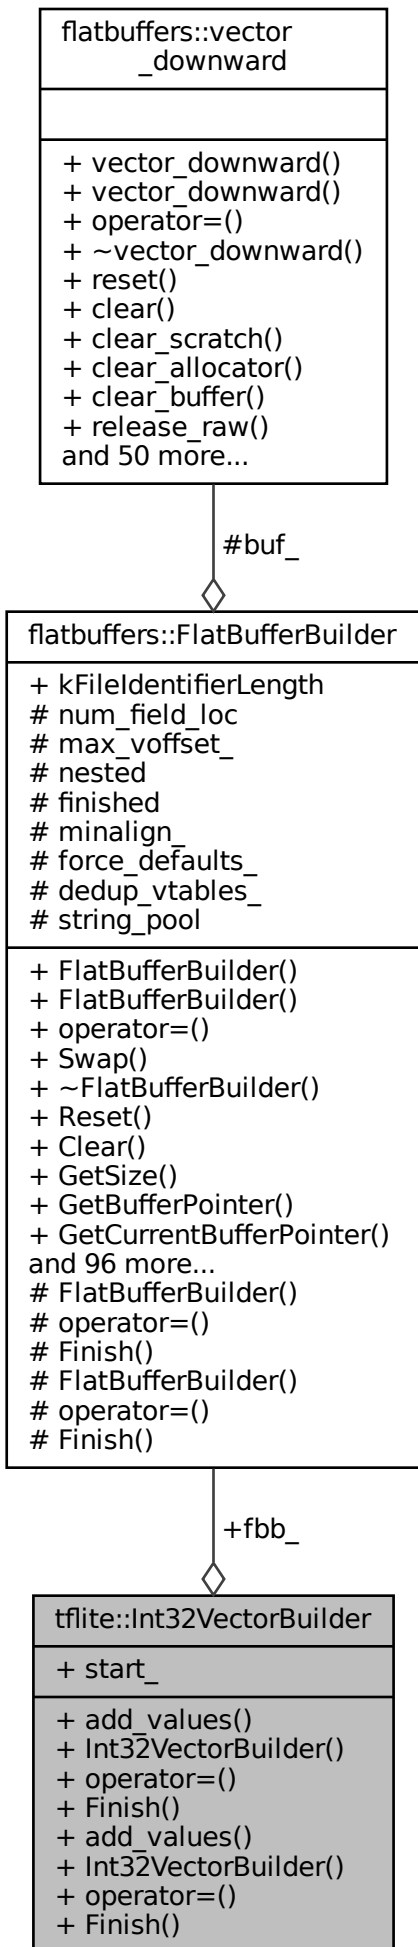 flatbuffers::vector
_downward
+ vector_downward()
+ vector_downward()
+ operator=()
+ ~vector_downward()
+ reset()
+ clear()
+ clear_scratch()
+ clear_allocator()
+ clear_buffer()
+ release_raw()
and 50 more...
#buf_
flatbuffers::FlatBufferBuilder
+ kFileIdentifierLength
# num_field_loc
# max_voffset_
# nested
# finished
# minalign_
# force_defaults_
# dedup_vtables_
# string_pool
+ FlatBufferBuilder()
+ FlatBufferBuilder()
+ operator=()
+ Swap()
+ ~FlatBufferBuilder()
+ Reset()
+ Clear()
+ GetSize()
+ GetBufferPointer()
+ GetCurrentBufferPointer()
and 96 more...
# FlatBufferBuilder()
# operator=()
# Finish()
# FlatBufferBuilder()
# operator=()
# Finish()
+fbb_
tflite::Int32VectorBuilder
+ start_
+ add_values()
+ Int32VectorBuilder()
+ operator=()
+ Finish()
+ add_values()
+ Int32VectorBuilder()
+ operator=()
+ Finish()